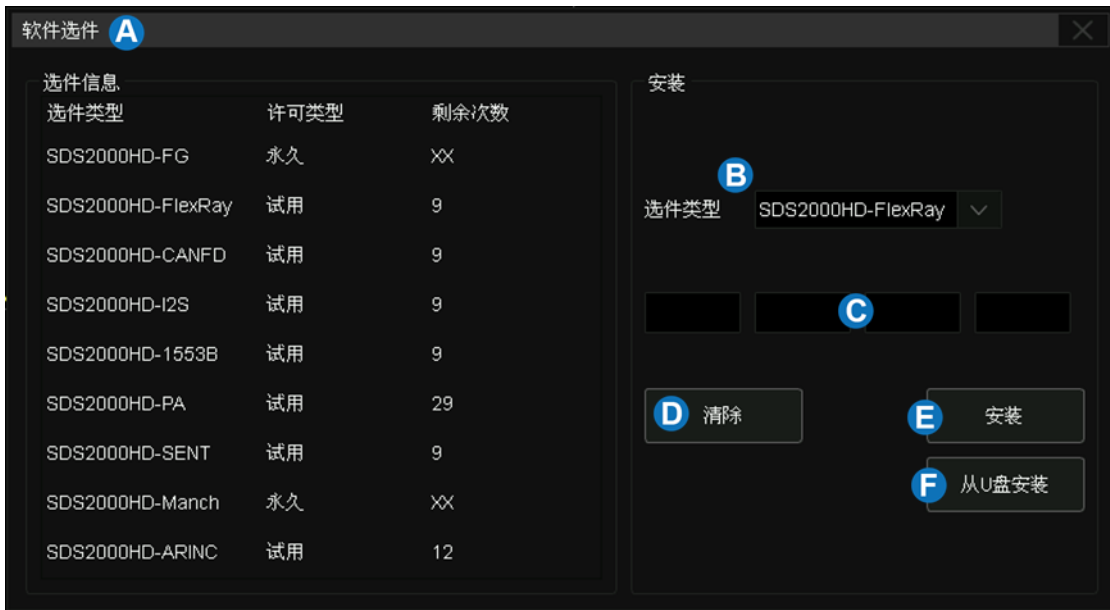 软件选件 A
选件信息
选件类型 许可类型 剩余次数
SDS2000HD-FG 永久 XX
SDS2000HD-FlexRay 试用 9
SDS2000HD-CANFD 试用 9
SDS2000HD-I2S 试用 9
SDS2000HD-1553B 试用 9
SDS2000HD-PA 试用 29
SDS2000HD-SENT 试用 9
SDS2000HD-Manch 永久 XX
SDS2000HD-ARINC 试用 12
安装
B
选件类型 SDS2000HD-FlexRay
C
D 清除
E 安装
F 从U盘安装